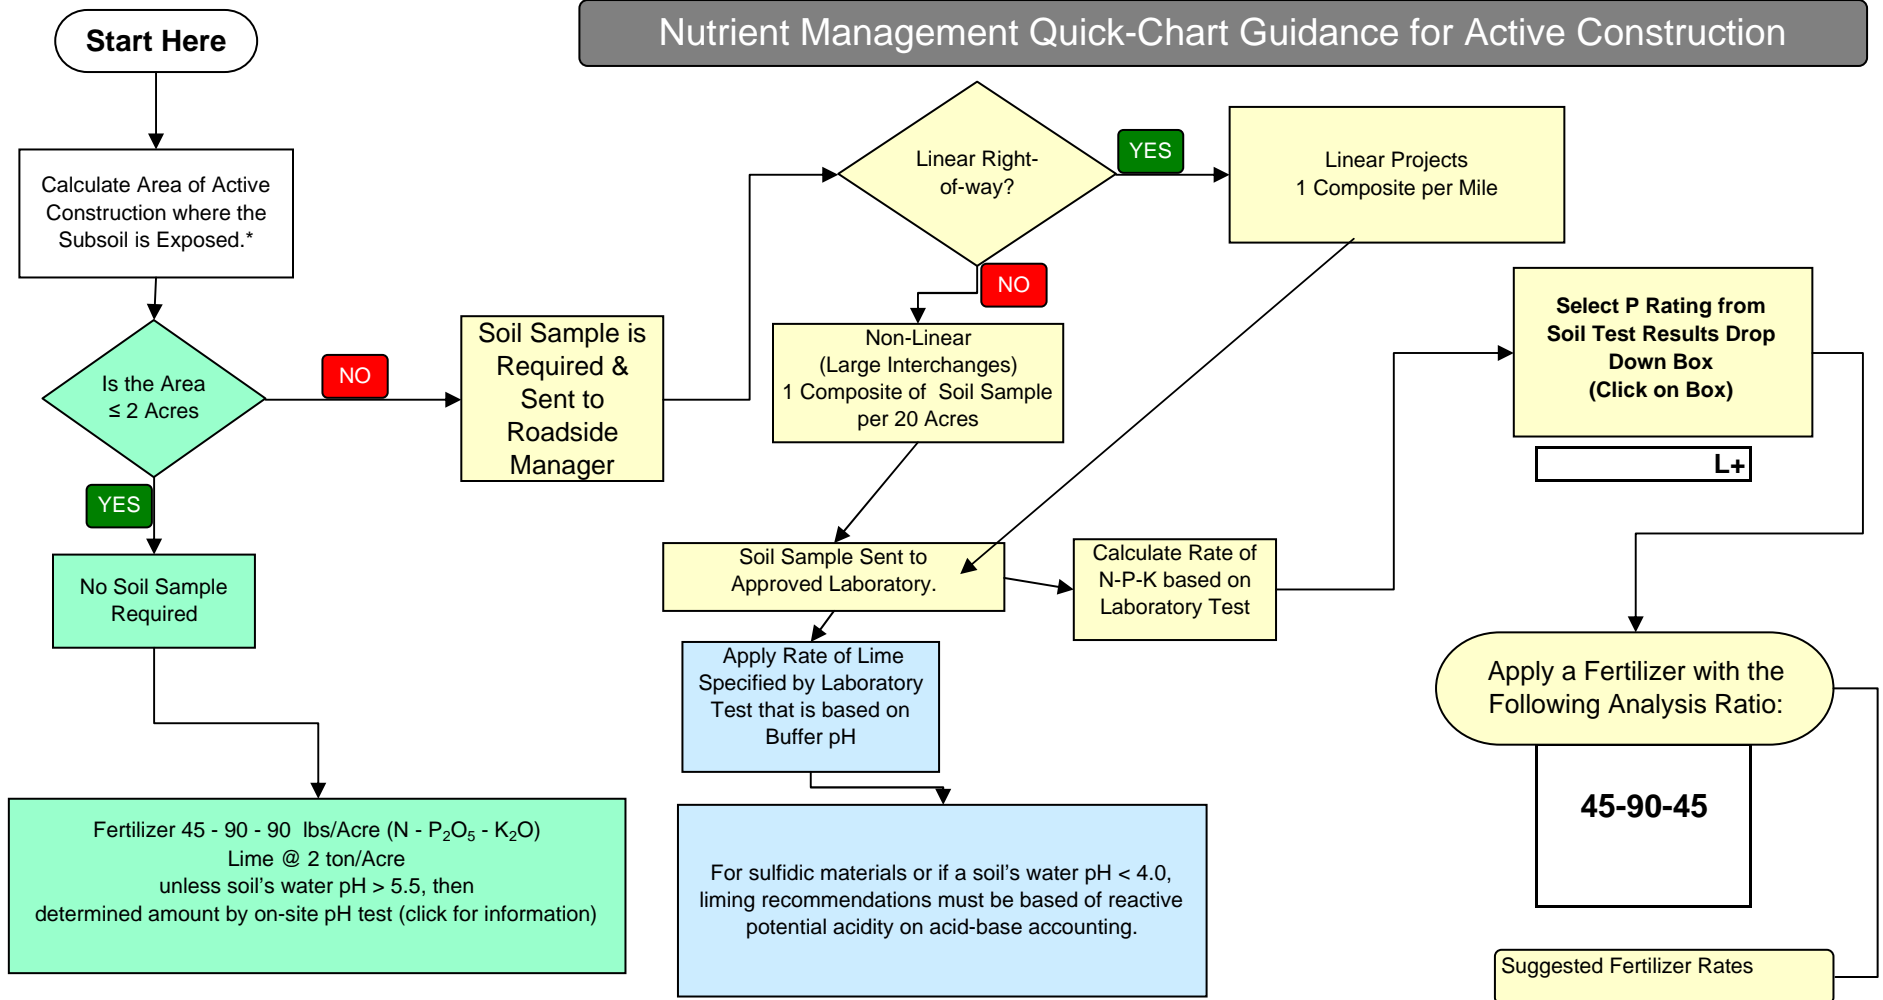 Start Here
Nutrient Management Quick-Chart Guidance for Active Construction
Calculate Area of Active
Construction where the
Subsoil is Exposed.*
Is the Area
≤ 2 Acres
NO
YES
No Soil Sample
Required
Fertilizer 45 - 90 - 90 lbs/Acre (N - P₂O₅ - K₂O)
Lime @ 2 ton/Acre
unless soil's water pH > 5.5, then
determined amount by on-site pH test (click for information)
Soil Sample is
Required &
Sent to
Roadside
Manager
Linear Right-
of-way?
YES
Linear Projects
1 Composite per Mile
NO
Non-Linear
(Large Interchanges)
1 Composite of Soil Sample
per 20 Acres
Soil Sample Sent to
Approved Laboratory.
Apply Rate of Lime
Specified by Laboratory
Test that is based on
Buffer pH
For sulfidic materials or if a soil's water pH < 4.0,
liming recommendations must be based of reactive
potential acidity on acid-base accounting.
Calculate Rate of
N-P-K based on
Laboratory Test
Select P Rating from
Soil Test Results Drop
Down Box
(Click on Box)
L+
Apply a Fertilizer with the
Following Analysis Ratio:
45-90-45
Suggested Fertilizer Rates